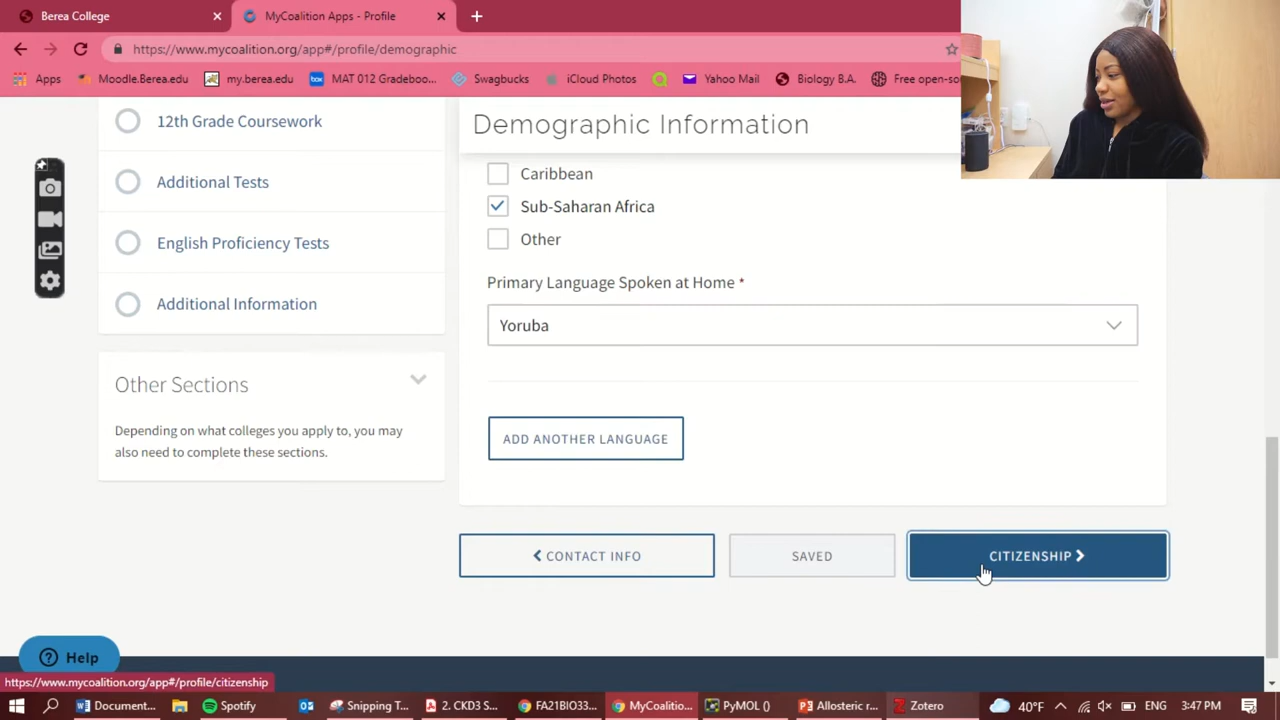 Berea College
MyCoalition Apps - Profile
https://www.mycoalition.org/app#/profile/demographic
Apps
Moodle.Berea.edu
my.berea.edu
MAT 012 Gradeboo...
Swagbucks
iCloud Photos
Yahoo Mail
Biology B.A.
Free open-so
12th Grade Coursework
Additional Tests
English Proficiency Tests
Additional Information
Other Sections
Depending on what colleges you apply to, you may
also need to complete these sections.
Demographic Information
Caribbean
Sub-Saharan Africa
Other
Primary Language Spoken at Home *
Yoruba
ADD ANOTHER LANGUAGE
CONTACT INFO
SAVED
CITIZENSHIP
Help
https://www.mycoalition.org/app#/profile/citizenship
Document...
Spotify
Snipping T...
2. CKD3 S...
FA21BIO33...
MyCoalitio...
PyMOL ()
Allosteric r...
Zotero
40°F
ENG
3:47 PM